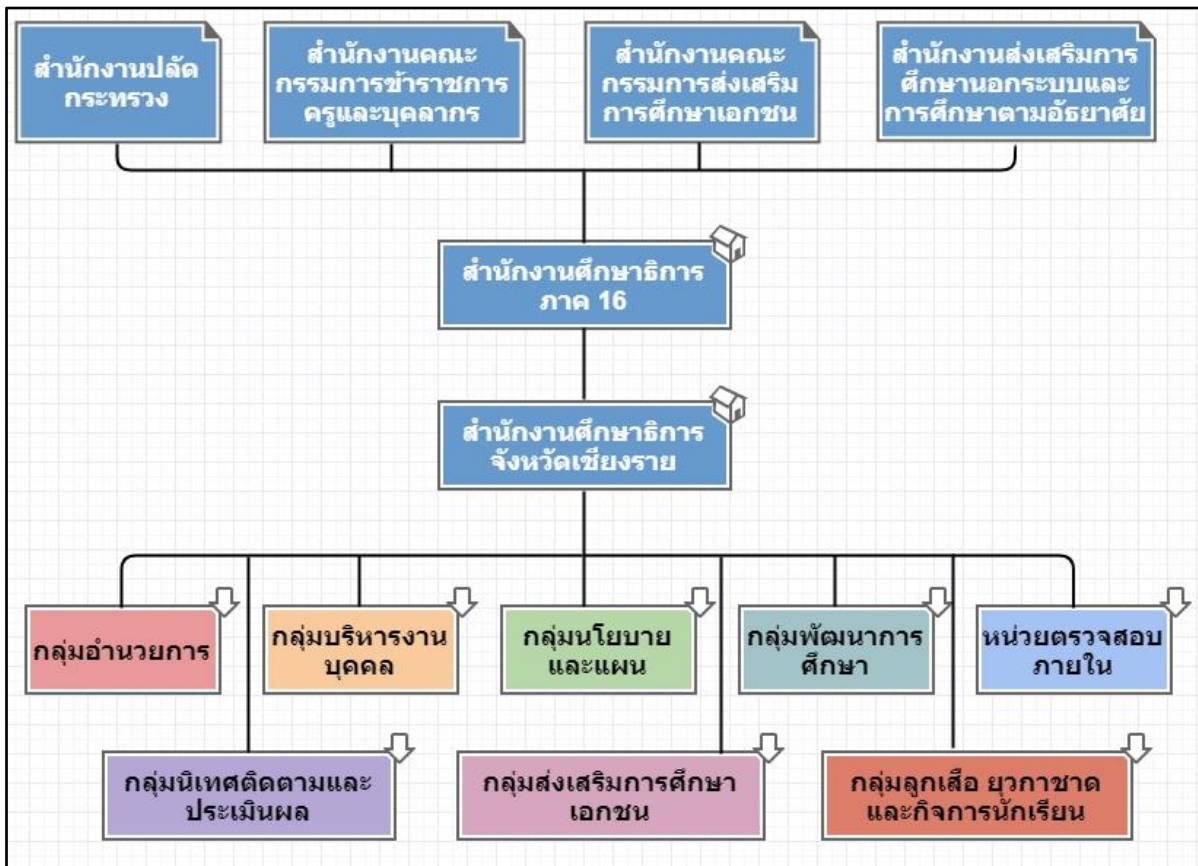 สำนักงานปลัด
กระทรวง
สำนักงานคณะ
กรรมการข้าราชการ
ครูและบุคลากร
สำนักงานคณะ
กรรมการส่งเสริม
การศึกษาเอกชน
สำนักงานส่งเสริมการ
ศึกษานอกระบบและ
การศึกษาตามอัธยาศัย
สำนักงานศึกษาธิการ
ภาค 16
สำนักงานศึกษาธิการ
จังหวัดเชียงราย
กลุ่มอำนวยการ
กลุ่มบริหารงาน
บุคคล
กลุ่มนโยบาย
และแผน
กลุ่มพัฒนาการ
ศึกษา
หน่วยตรวจสอบ
ภายใน
กลุ่มนิเทศติดตามและ
ประเมินผล
กลุ่มส่งเสริมการศึกษา
เอกชน
กลุ่มลูกเสือ ยุวกาชาด
และกิจการนักเรียน